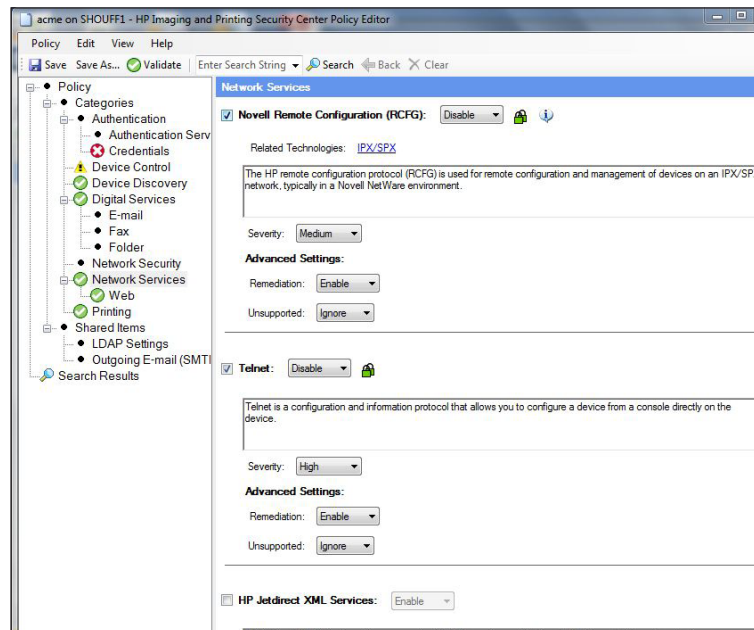 acme on SHOUFF1 - HP Imaging and Printing Security Center Policy Editor
Policy Edit View Help
Save Save As... Validate Enter Search String Search Back Clear
Policy
Categories
Authentication
Authentication Serv
Credentials
Device Control
Device Discovery
Digital Services
E-mail
Fax
Folder
Network Security
Network Services
Web
Printing
Shared Items
LDAP Settings
Outgoing E-mail (SMTI
Search Results
Network Services
Novell Remote Configuration (RCFG): Disable
Related Technologies: IPX/SPX
The HP remote configuration protocol (RCFG) is used for remote configuration and management of devices on an IPX/SPX
network, typically in a Novell NetWare environment.
Severity: Medium
Advanced Settings:
Remediation: Enable
Unsupported: Ignore
Telnet: Disable
Telnet is a configuration and information protocol that allows you to configure a device from a console directly on the
device.
Severity: High
Advanced Settings:
Remediation: Enable
Unsupported: Ignore
HP Jetdirect XML Services: Enable